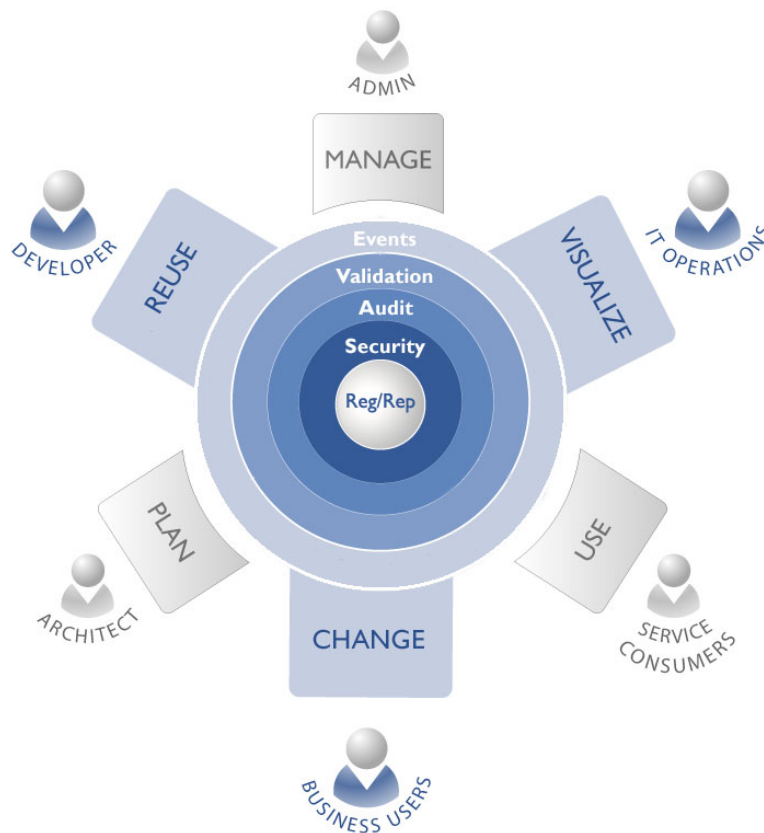 ADMIN
MANAGE
DEVELOPER
REUSE
VISUALIZE
IT OPERATIONS
Events
Validation
Audit
Security
Reg/Rep
PLAN
ARCHITECT
USE
SERVICE
CONSUMERS
CHANGE
BUSINESS USERS